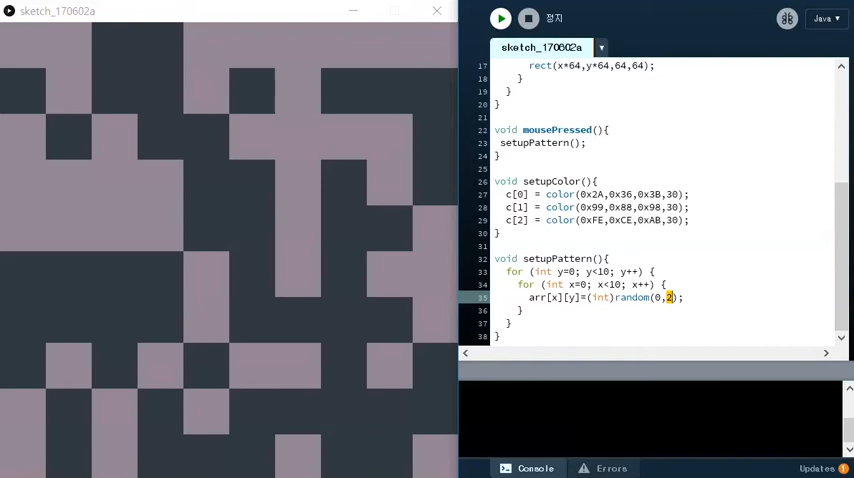 sketch_170602a
정지
Java
sketch_170602a
17 rect(x*64,y*64,64,64);
18 }
19 }
20 }
21
22 void mousePressed(){
23 setupPattern();
24 }
25
26 void setupColor(){
27 c[0] = color(0x2A,0x36,0x3B,30);
28 c[1] = color(0x99,0x88,0x98,30);
29 c[2] = color(0xFE,0xCE,0xAB,30);
30 }
31
32 void setupPattern(){
33 for (int y=0; y<10; y++) {
34 for (int x=0; x<10; x++) {
35 arr[x][y]=(int)random(0,2);
36 }
37 }
38 }
Console Errors Updates 1